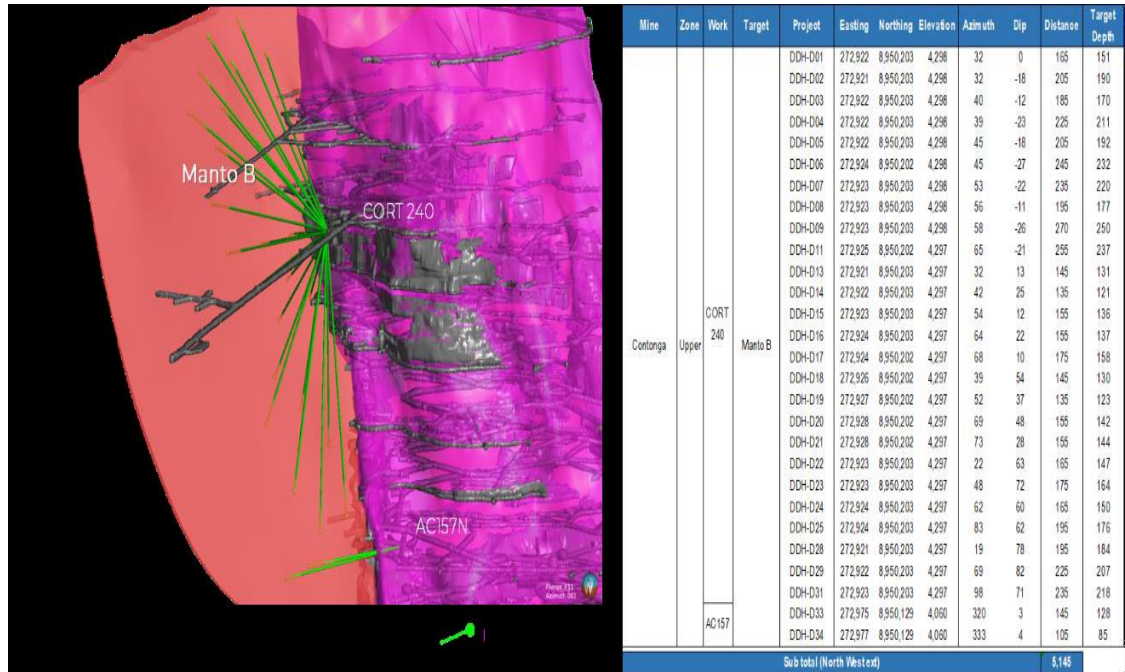 Manto B
CORT 240
AC157N
Mine Zone Work Target Project Easting Northing Elevation Azimuth Dip Distance Target Depth
DDH-D01 272,922 8,950,203 4,298 32 0 165 151
DDH-D02 272,921 8,950,203 4,298 32 -18 205 190
DDH-D03 272,922 8,950,203 4,298 40 -12 185 170
DDH-D04 272,922 8,950,203 4,298 39 -23 225 211
DDH-D05 272,922 8,950,203 4,298 45 -18 205 192
DDH-D06 272,924 8,950,202 4,298 45 -27 245 232
DDH-D07 272,923 8,950,203 4,298 53 -22 235 220
DDH-D08 272,923 8,950,203 4,298 56 -11 195 177
DDH-D09 272,923 8,950,203 4,298 58 -26 270 250
DDH-D11 272,925 8,950,202 4,297 65 -21 255 237
DDH-D13 272,921 8,950,203 4,297 32 13 145 131
DDH-D14 272,922 8,950,203 4,297 42 25 135 121
DDH-D15 272,923 8,950,203 4,297 54 12 155 136
DDH-D16 272,924 8,950,203 4,297 64 22 155 137
Contonga Upper CORT 240 Manto B DDH-D17 272,924 8,950,202 4,297 68 10 175 158
DDH-D18 272,926 8,950,202 4,297 39 54 145 130
DDH-D19 272,927 8,950,202 4,297 52 37 135 123
DDH-D20 272,928 8,950,202 4,297 69 48 155 142
DDH-D21 272,928 8,950,202 4,297 73 28 155 144
DDH-D22 272,923 8,950,203 4,297 22 63 165 147
DDH-D23 272,923 8,950,203 4,297 48 72 175 164
DDH-D24 272,924 8,950,203 4,297 62 60 165 150
DDH-D25 272,924 8,950,203 4,297 83 62 195 176
DDH-D28 272,921 8,950,203 4,297 19 78 195 184
DDH-D29 272,922 8,950,203 4,297 69 82 225 207
DDH-D31 272,923 8,950,203 4,297 98 71 235 218
AC157 DDH-D33 272,975 8,950,129 4,060 320 3 145 128
DDH-D34 272,977 8,950,129 4,060 333 4 105 85
Sub total (North West ext) 5,145